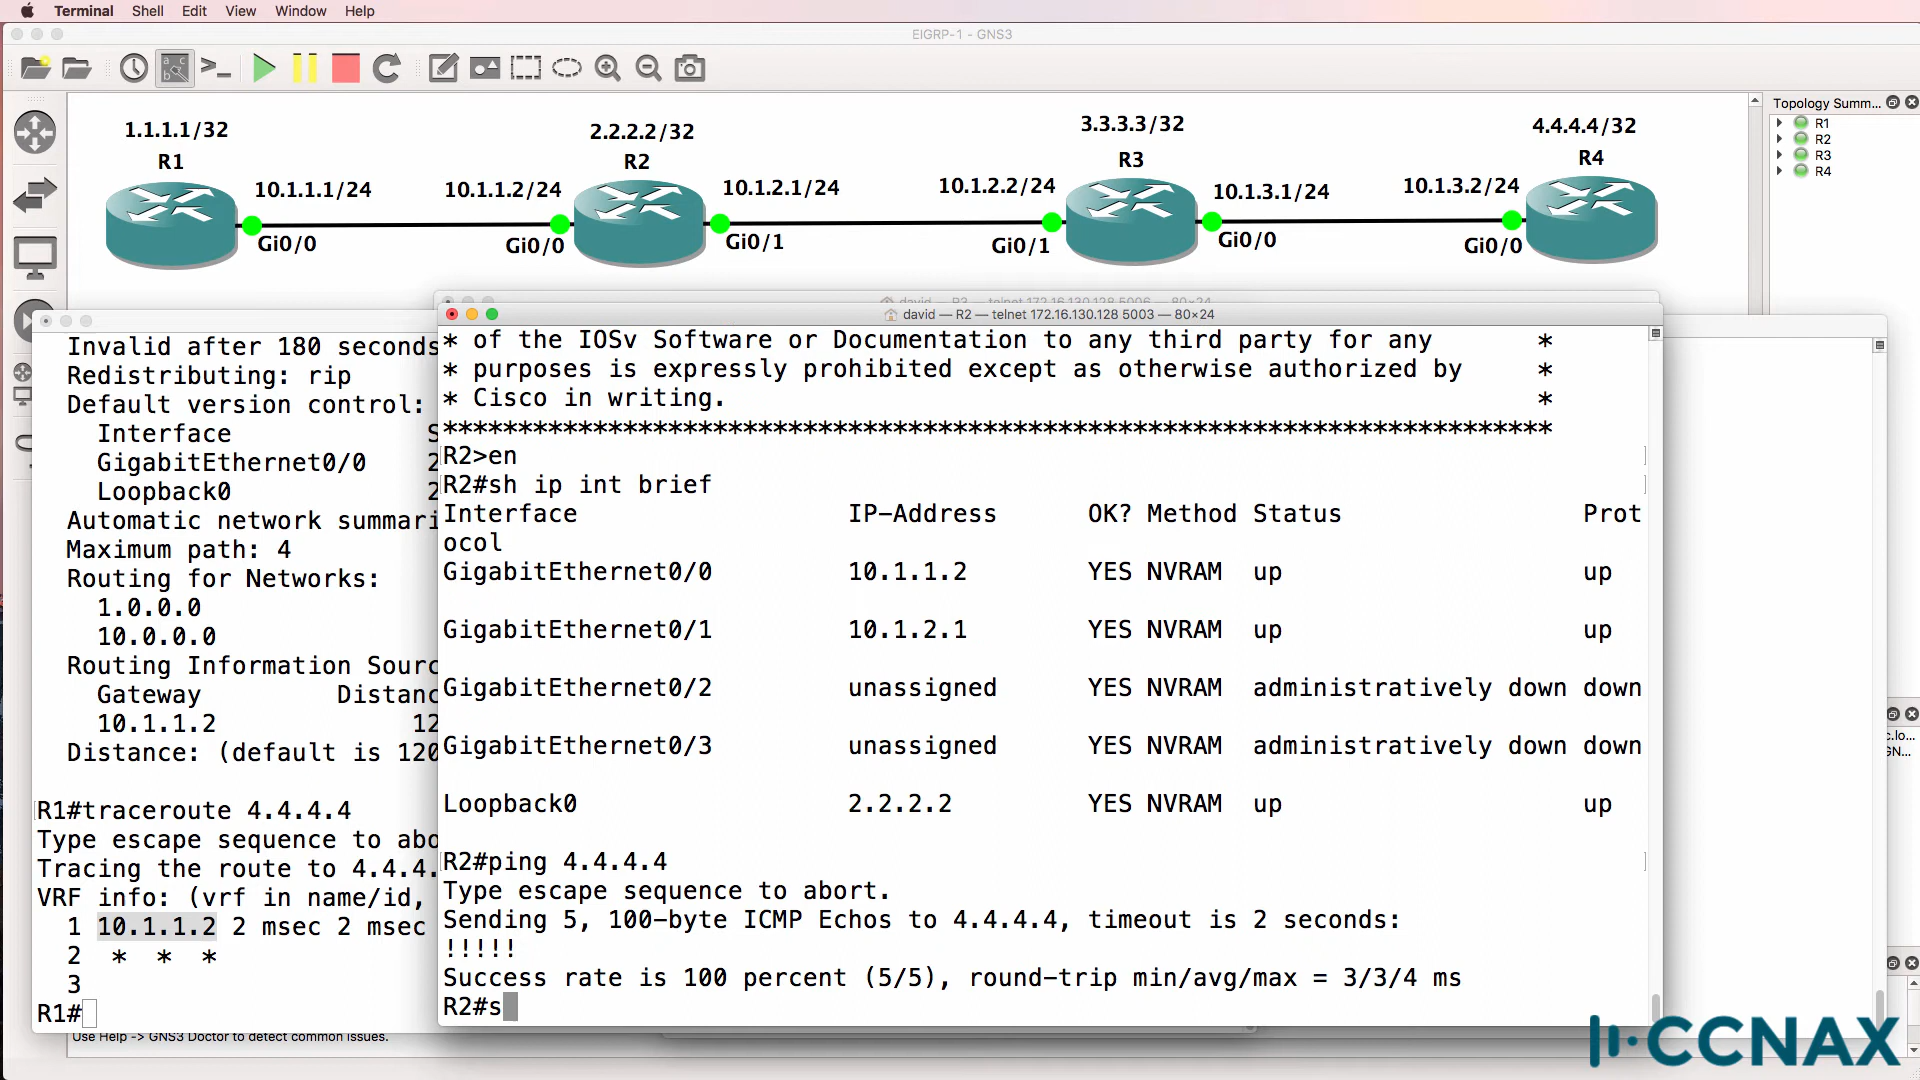 Terminal Shell Edit View Window Help
EIGRP-1 - GNS3
1.1.1.1/32
R1
2.2.2.2/32
R2
3.3.3.3/32
R3
4.4.4.4/32
R4
10.1.1.1/24
10.1.1.2/24
10.1.2.1/24
10.1.2.2/24
10.1.3.1/24
10.1.3.2/24
Gi0/0
Gi0/0
Gi0/1
Gi0/1
Gi0/0
Gi0/0
Topology Summ...
R1
R2
R3
R4
david — R3 — telnet 172.16.130.128 5006 — 80×24
Invalid after 180 seconds
Redistributing: rip
Default version control:
Interface S
GigabitEthernet0/0 2
Loopback0 2
Automatic network summari
Maximum path: 4
Routing for Networks:
1.0.0.0
10.0.0.0
Routing Information Sourc
Gateway Distanc
10.1.1.2 12
Distance: (default is 120
R1#traceroute 4.4.4.4
Type escape sequence to abo
Tracing the route to 4.4.4.
VRF info: (vrf in name/id,
1 10.1.1.2 2 msec 2 msec
2 * * *
3
R1#
david — R2 — telnet 172.16.130.128 5003 — 80×24
* of the IOSv Software or Documentation to any third party for any *
* purposes is expressly prohibited except as otherwise authorized by *
* Cisco in writing. *
**************************************************************************
R2>en
R2#sh ip int brief
Interface IP-Address OK? Method Status Prot
ocol
GigabitEthernet0/0 10.1.1.2 YES NVRAM up up
GigabitEthernet0/1 10.1.2.1 YES NVRAM up up
GigabitEthernet0/2 unassigned YES NVRAM administratively down down
GigabitEthernet0/3 unassigned YES NVRAM administratively down down
Loopback0 2.2.2.2 YES NVRAM up up
R2#ping 4.4.4.4
Type escape sequence to abort.
Sending 5, 100-byte ICMP Echos to 4.4.4.4, timeout is 2 seconds:
!!!!!
Success rate is 100 percent (5/5), round-trip min/avg/max = 3/3/4 ms
R2#s
c.lo...
GN...
Use Help -> GNS3 Doctor to detect common issues.
CCNAX